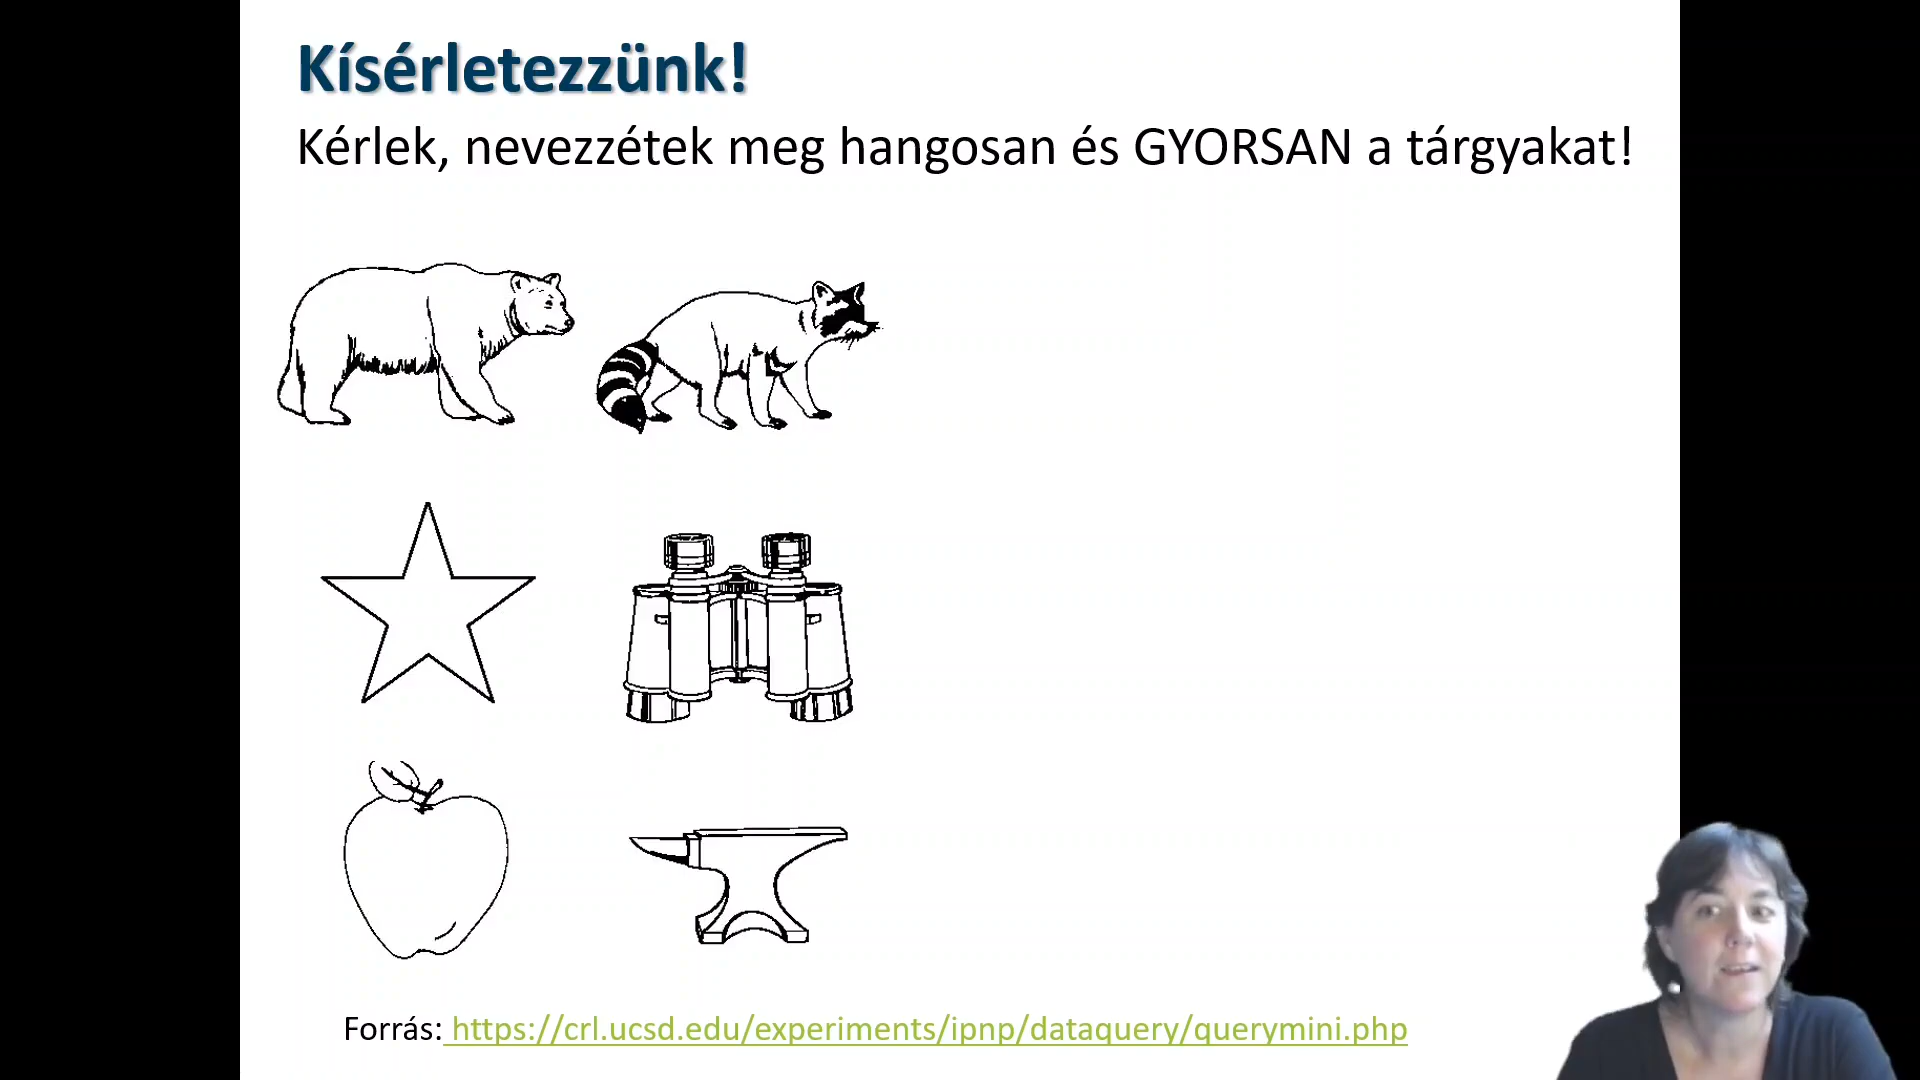 Kísérletezzünk!
Kérlek, nevezzétek meg hangosan és GYORSAN a tárgyakat!
Forrás: https://crl.ucsd.edu/experiments/ipnp/dataquery/querymini.php